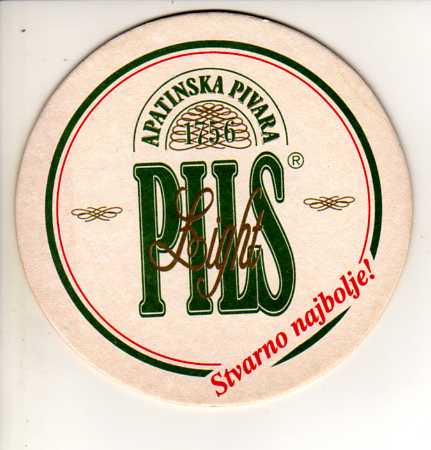 APATINSKA PIVARA
1756
PILS ®
Light
Stvarno najbolje!